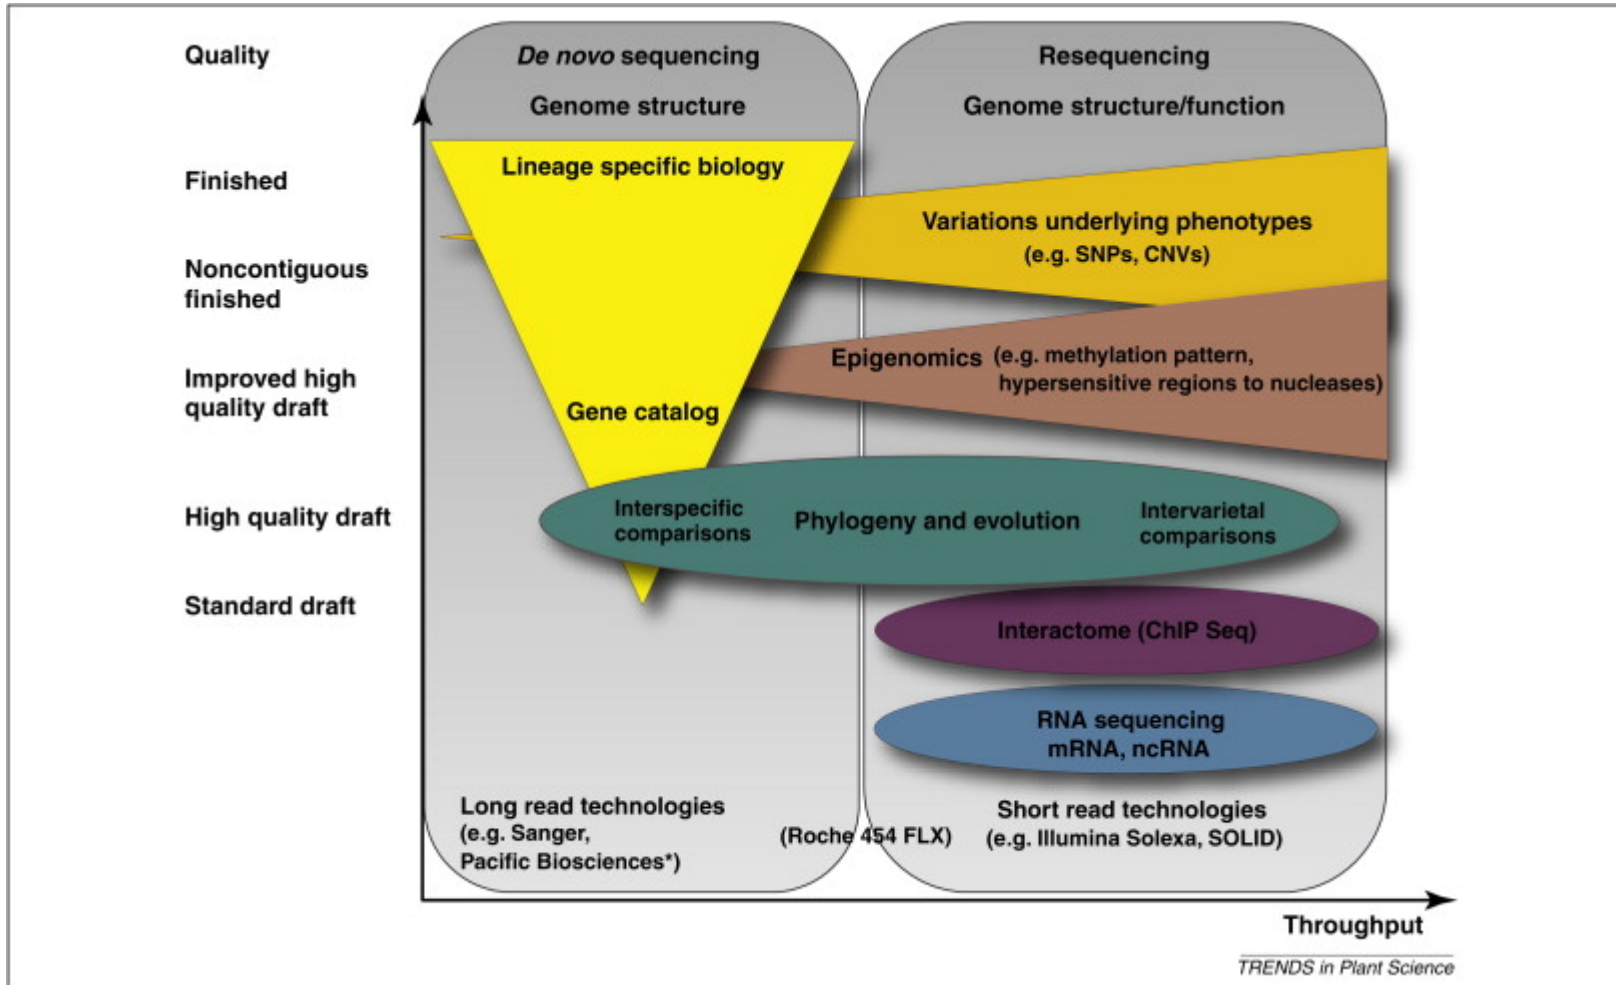 Quality
De novo sequencing
Resequencing
Genome structure
Genome structure/function
Lineage specific biology
Finished
Variations underlying phenotypes
(e.g. SNPs, CNVs)
Noncontiguous
finished
Epigenomics (e.g. methylation pattern,
hypersensitive regions to nucleases)
Improved high
quality draft
Gene catalog
High quality draft
Interspecific
comparisons
Phylogeny and evolution
Intervarietal
comparisons
Standard draft
Interactome (ChIP Seq)
RNA sequencing
mRNA, ncRNA
Long read technologies
(e.g. Sanger,
Pacific Biosciences*)
(Roche 454 FLX)
Short read technologies
(e.g. Illumina Solexa, SOLID)
Throughput
TRENDS in Plant Science